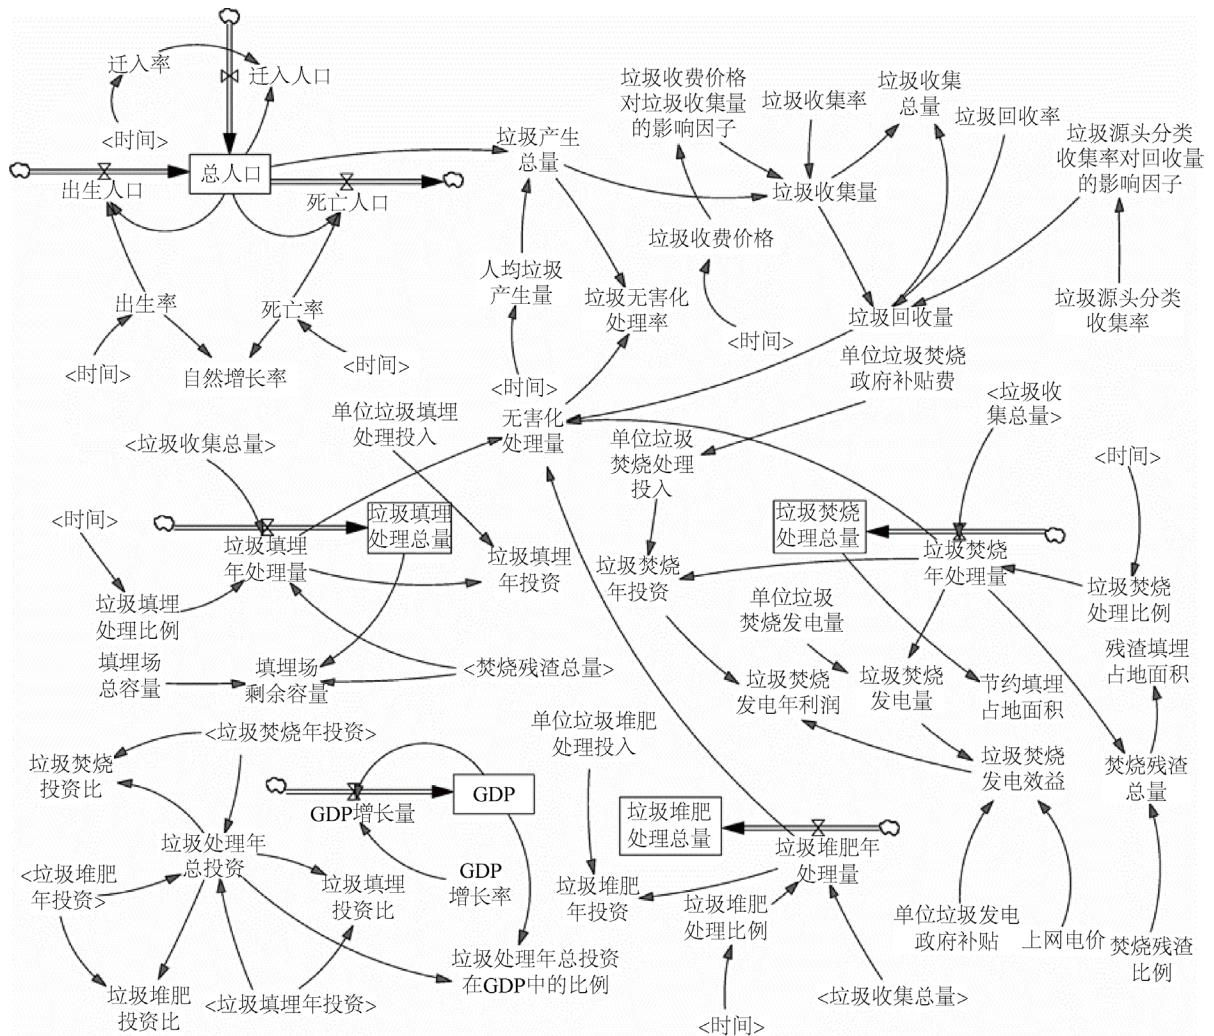 迁入率
迁入人口
<时间>
总人口
出生人口
死亡人口
出生率
死亡率
<时间>
<时间>
自然增长率
垃圾产生
总量
人均垃圾
产生量
<时间>
垃圾收费价格
对垃圾收集量
的影响因子
垃圾收集率
垃圾收集
总量
垃圾回收率
垃圾源头分类
收集率对回收量
的影响因子
垃圾收集量
垃圾收费价格
垃圾无害化
处理率
垃圾回收量
<时间>
垃圾源头分类
收集率
单位垃圾焚烧
政府补贴费
无害化
处理量
单位垃圾填埋
处理投入
<垃圾收集总量>
<时间>
垃圾填埋
处理总量
垃圾填埋
年处理量
垃圾填埋
年投资
垃圾填埋
处理比例
填埋场
总容量
填埋场
剩余容量
<焚烧残渣总量>
单位垃圾
焚烧处理
投入
<垃圾收
集总量>
<时间>
垃圾焚烧
处理总量
垃圾焚烧
年处理量
垃圾焚烧
年投资
垃圾焚烧
处理比例
单位垃圾
焚烧发电量
垃圾焚烧
发电年利润
垃圾焚烧
发电量
节约填埋
占地面积
残渣填埋
占地面积
垃圾焚烧
发电效益
焚烧残渣
总量
单位垃圾发电
政府补贴
上网电价
焚烧残渣
比例
<垃圾焚烧年投资>
垃圾焚烧
投资比
垃圾处理年
总投资
<垃圾堆肥
年投资>
垃圾填埋
投资比
垃圾堆肥
投资比
<垃圾填埋年投资>
GDP
GDP增长量
GDP
增长率
垃圾处理年总投资
在GDP中的比例
单位垃圾堆肥
处理投入
垃圾堆肥
处理总量
垃圾堆肥年
处理量
垃圾堆肥
年投资
垃圾堆肥
处理比例
<时间>
<垃圾收集总量>